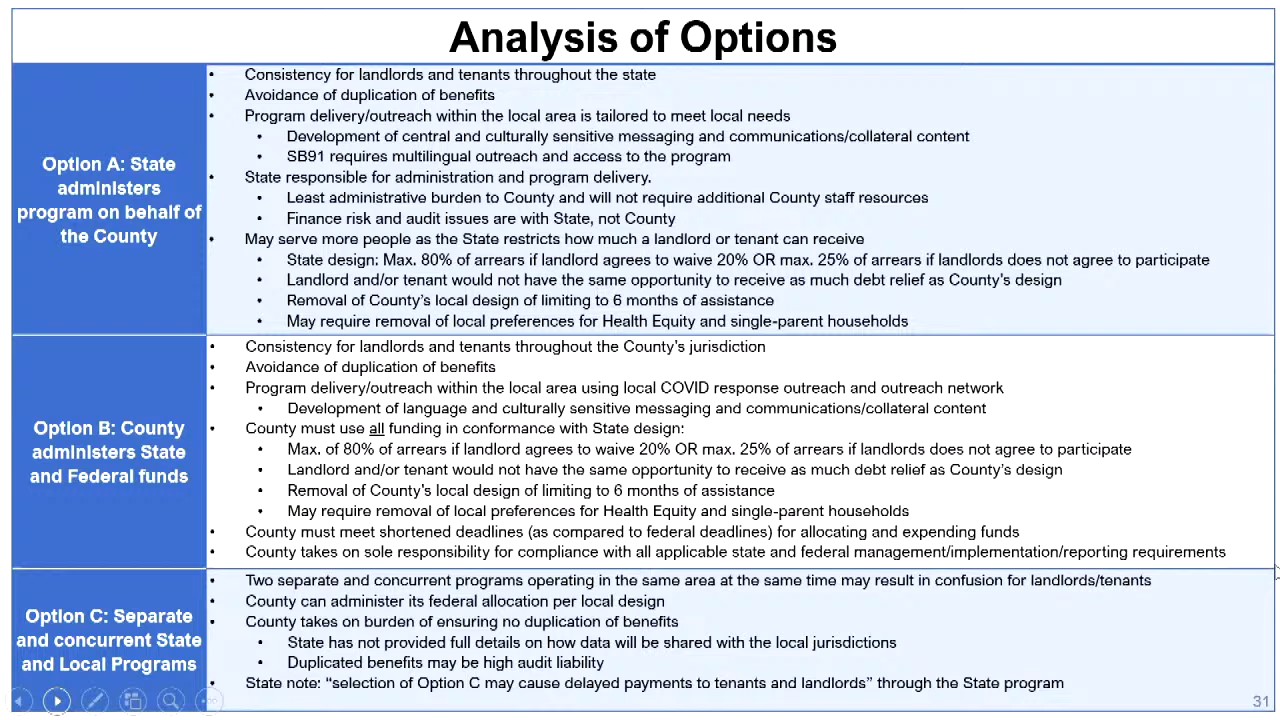 Analysis of Options
Option A: State
administers
program on behalf of
the County
• Consistency for landlords and tenants throughout the state
• Avoidance of duplication of benefits
• Program delivery/outreach within the local area is tailored to meet local needs
• Development of central and culturally sensitive messaging and communications/collateral content
• SB91 requires multilingual outreach and access to the program
• State responsible for administration and program delivery.
• Least administrative burden to County and will not require additional County staff resources
• Finance risk and audit issues are with State, not County
• May serve more people as the State restricts how much a landlord or tenant can receive
• State design: Max. 80% of arrears if landlord agrees to waive 20% OR max. 25% of arrears if landlords does not agree to participate
• Landlord and/or tenant would not have the same opportunity to receive as much debt relief as County's design
• Removal of County's local design of limiting to 6 months of assistance
• May require removal of local preferences for Health Equity and single-parent households
Option B: County
administers State
and Federal funds
• Consistency for landlords and tenants throughout the County's jurisdiction
• Avoidance of duplication of benefits
• Program delivery/outreach within the local area using local COVID response outreach and outreach network
• Development of language and culturally sensitive messaging and communications/collateral content
• County must use all funding in conformance with State design:
• Max. of 80% of arrears if landlord agrees to waive 20% OR max. 25% of arrears if landlords does not agree to participate
• Landlord and/or tenant would not have the same opportunity to receive as much debt relief as County's design
• Removal of County's local design of limiting to 6 months of assistance
• May require removal of local preferences for Health Equity and single-parent households
• County must meet shortened deadlines (as compared to federal deadlines) for allocating and expending funds
• County takes on sole responsibility for compliance with all applicable state and federal management/implementation/reporting requirements
Option C: Separate
and concurrent State
and Local Programs
• Two separate and concurrent programs operating in the same area at the same time may result in confusion for landlords/tenants
• County can administer its federal allocation per local design
• County takes on burden of ensuring no duplication of benefits
• State has not provided full details on how data will be shared with the local jurisdictions
• Duplicated benefits may be high audit liability
• State note: “selection of Option C may cause delayed payments to tenants and landlords” through the State program
31